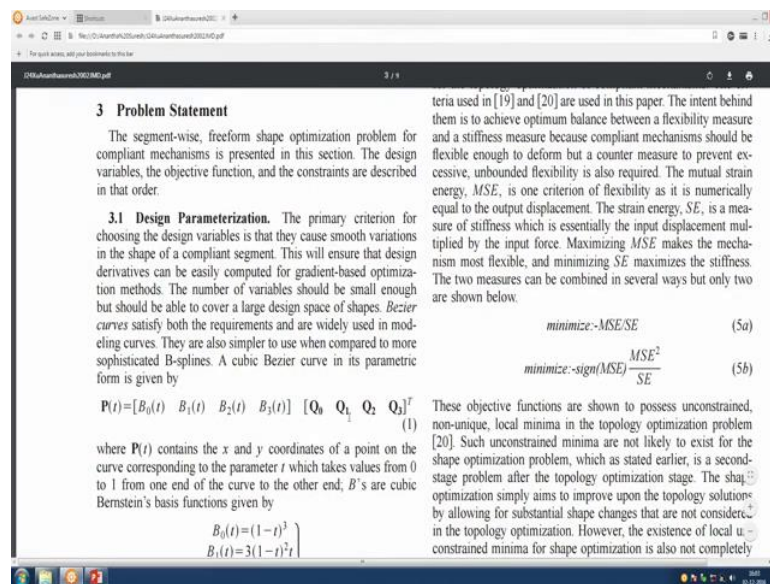 Avast SafeZone
Shortcuts
For quick access, add your bookmarks to this bar
3 / 9
3 Problem Statement
The segment-wise, freeform shape optimization problem for
compliant mechanisms is presented in this section. The design
variables, the objective function, and the constraints are described
in that order.
3.1 Design Parameterization. The primary criterion for
choosing the design variables is that they cause smooth variations
in the shape of a compliant segment. This will ensure that design
derivatives can be easily computed for gradient-based optimiza-
tion methods. The number of variables should be small enough
but should be able to cover a large design space of shapes. Bezier
curves satisfy both the requirements and are widely used in mod-
eling curves. They are also simpler to use when compared to more
sophisticated B-splines. A cubic Bezier curve in its parametric
form is given by
P(t)=[B₀(t) B₁(t) B₂(t) B₃(t)] [Q₀ Q₁ Q₂ Q₃]ᵀ
(1)
where P(t) contains the x and y coordinates of a point on the
curve corresponding to the parameter t which takes values from 0
to 1 from one end of the curve to the other end; B's are cubic
Bernstein's basis functions given by
B₀(t)=(1−t)³
B₁(t)=3(1−t)²t
teria used in [19] and [20] are used in this paper. The intent behind
them is to achieve optimum balance between a flexibility measure
and a stiffness measure because compliant mechanisms should be
flexible enough to deform but a counter measure to prevent ex-
cessive, unbounded flexibility is also required. The mutual strain
energy, MSE, is one criterion of flexibility as it is numerically
equal to the output displacement. The strain energy, SE, is a mea-
sure of stiffness which is essentially the input displacement mul-
tiplied by the input force. Maximizing MSE makes the mecha-
nism most flexible, and minimizing SE maximizes the stiffness.
The two measures can be combined in several ways but only two
are shown below.
minimize:-MSE/SE (5a)
minimize:-sign(MSE) MSE²/SE (5b)
These objective functions are shown to possess unconstrained,
non-unique, local minima in the topology optimization problem
[20]. Such unconstrained minima are not likely to exist for the
shape optimization problem, which as stated earlier, is a second-
stage problem after the topology optimization stage. The shap
optimization simply aims to improve upon the topology solutions
by allowing for substantial shape changes that are not considere
in the topology optimization. However, the existence of local u
constrained minima for shape optimization is also not completely